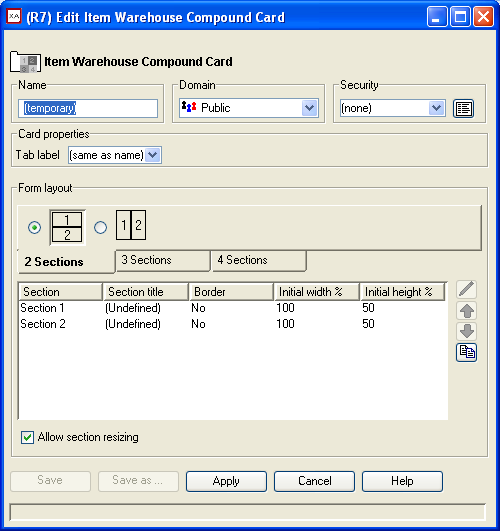 XA (R7) Edit Item Warehouse Compound Card
Item Warehouse Compound Card
Name Domain Security
(temporary) Public (none)
Card properties
Tab label (same as name)
Form layout
1 2 1 2
2 Sections 3 Sections 4 Sections
Section Section title Border Initial width % Initial height %
Section 1 (Undefined) No 100 50
Section 2 (Undefined) No 100 50
Allow section resizing
Save Save as ... Apply Cancel Help